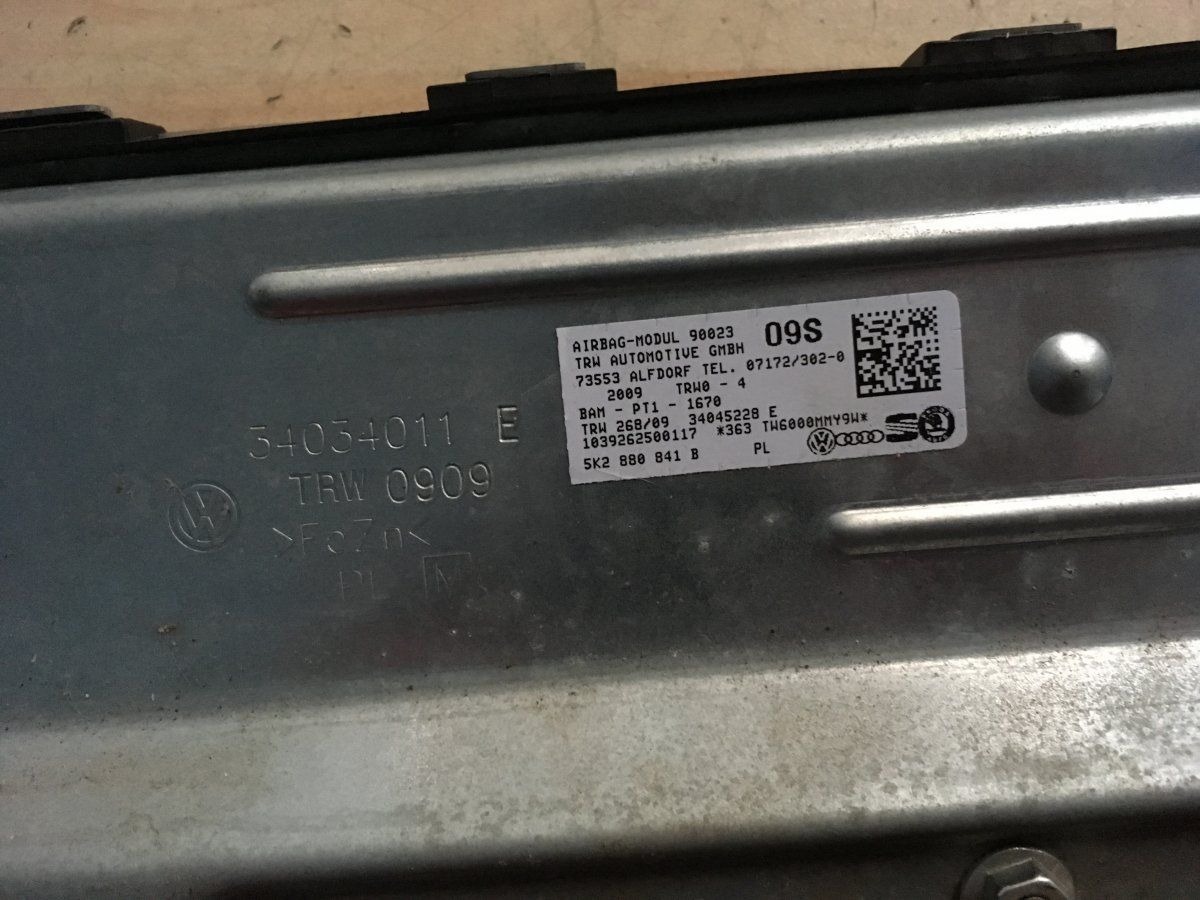 AIRBAG-MODUL 90023 09S
TRW AUTOMOTIVE GMBH
73553 ALFDORF TEL. 07172/302-0
2009 TRW0 - 4
BAM - PT1 - 1670
TRW 268/09 34045228 E
1039262500117 *363 TW6000MMY9W*
5K2 880 841 B PL
34034011 E
TRW 0909
>FeZn<
PL M